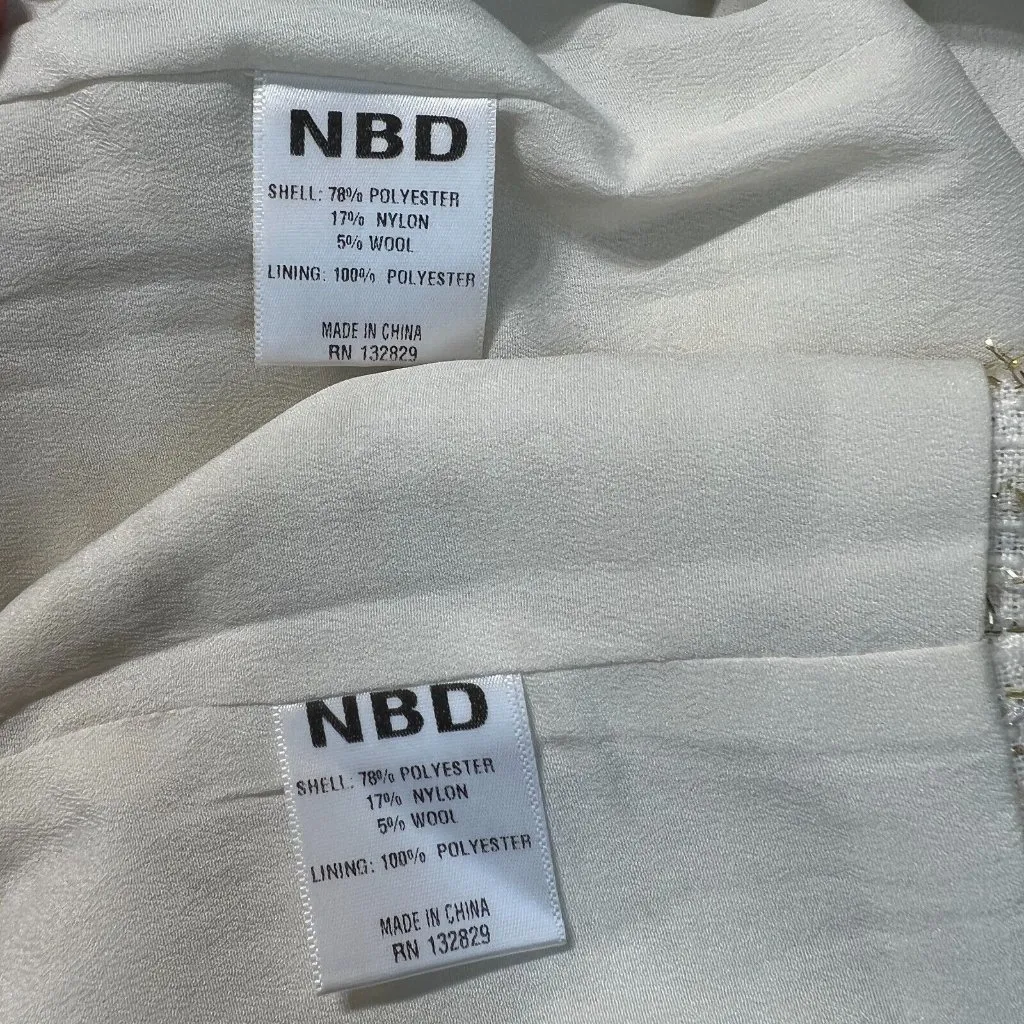 NBD
SHELL: 78% POLYESTER
17% NYLON
5% WOOL
LINING: 100% POLYESTER
MADE IN CHINA
RN 132829
NBD
SHELL: 78% POLYESTER
17% NYLON
5% WOOL
LINING: 100% POLYESTER
MADE IN CHINA
RN 132829